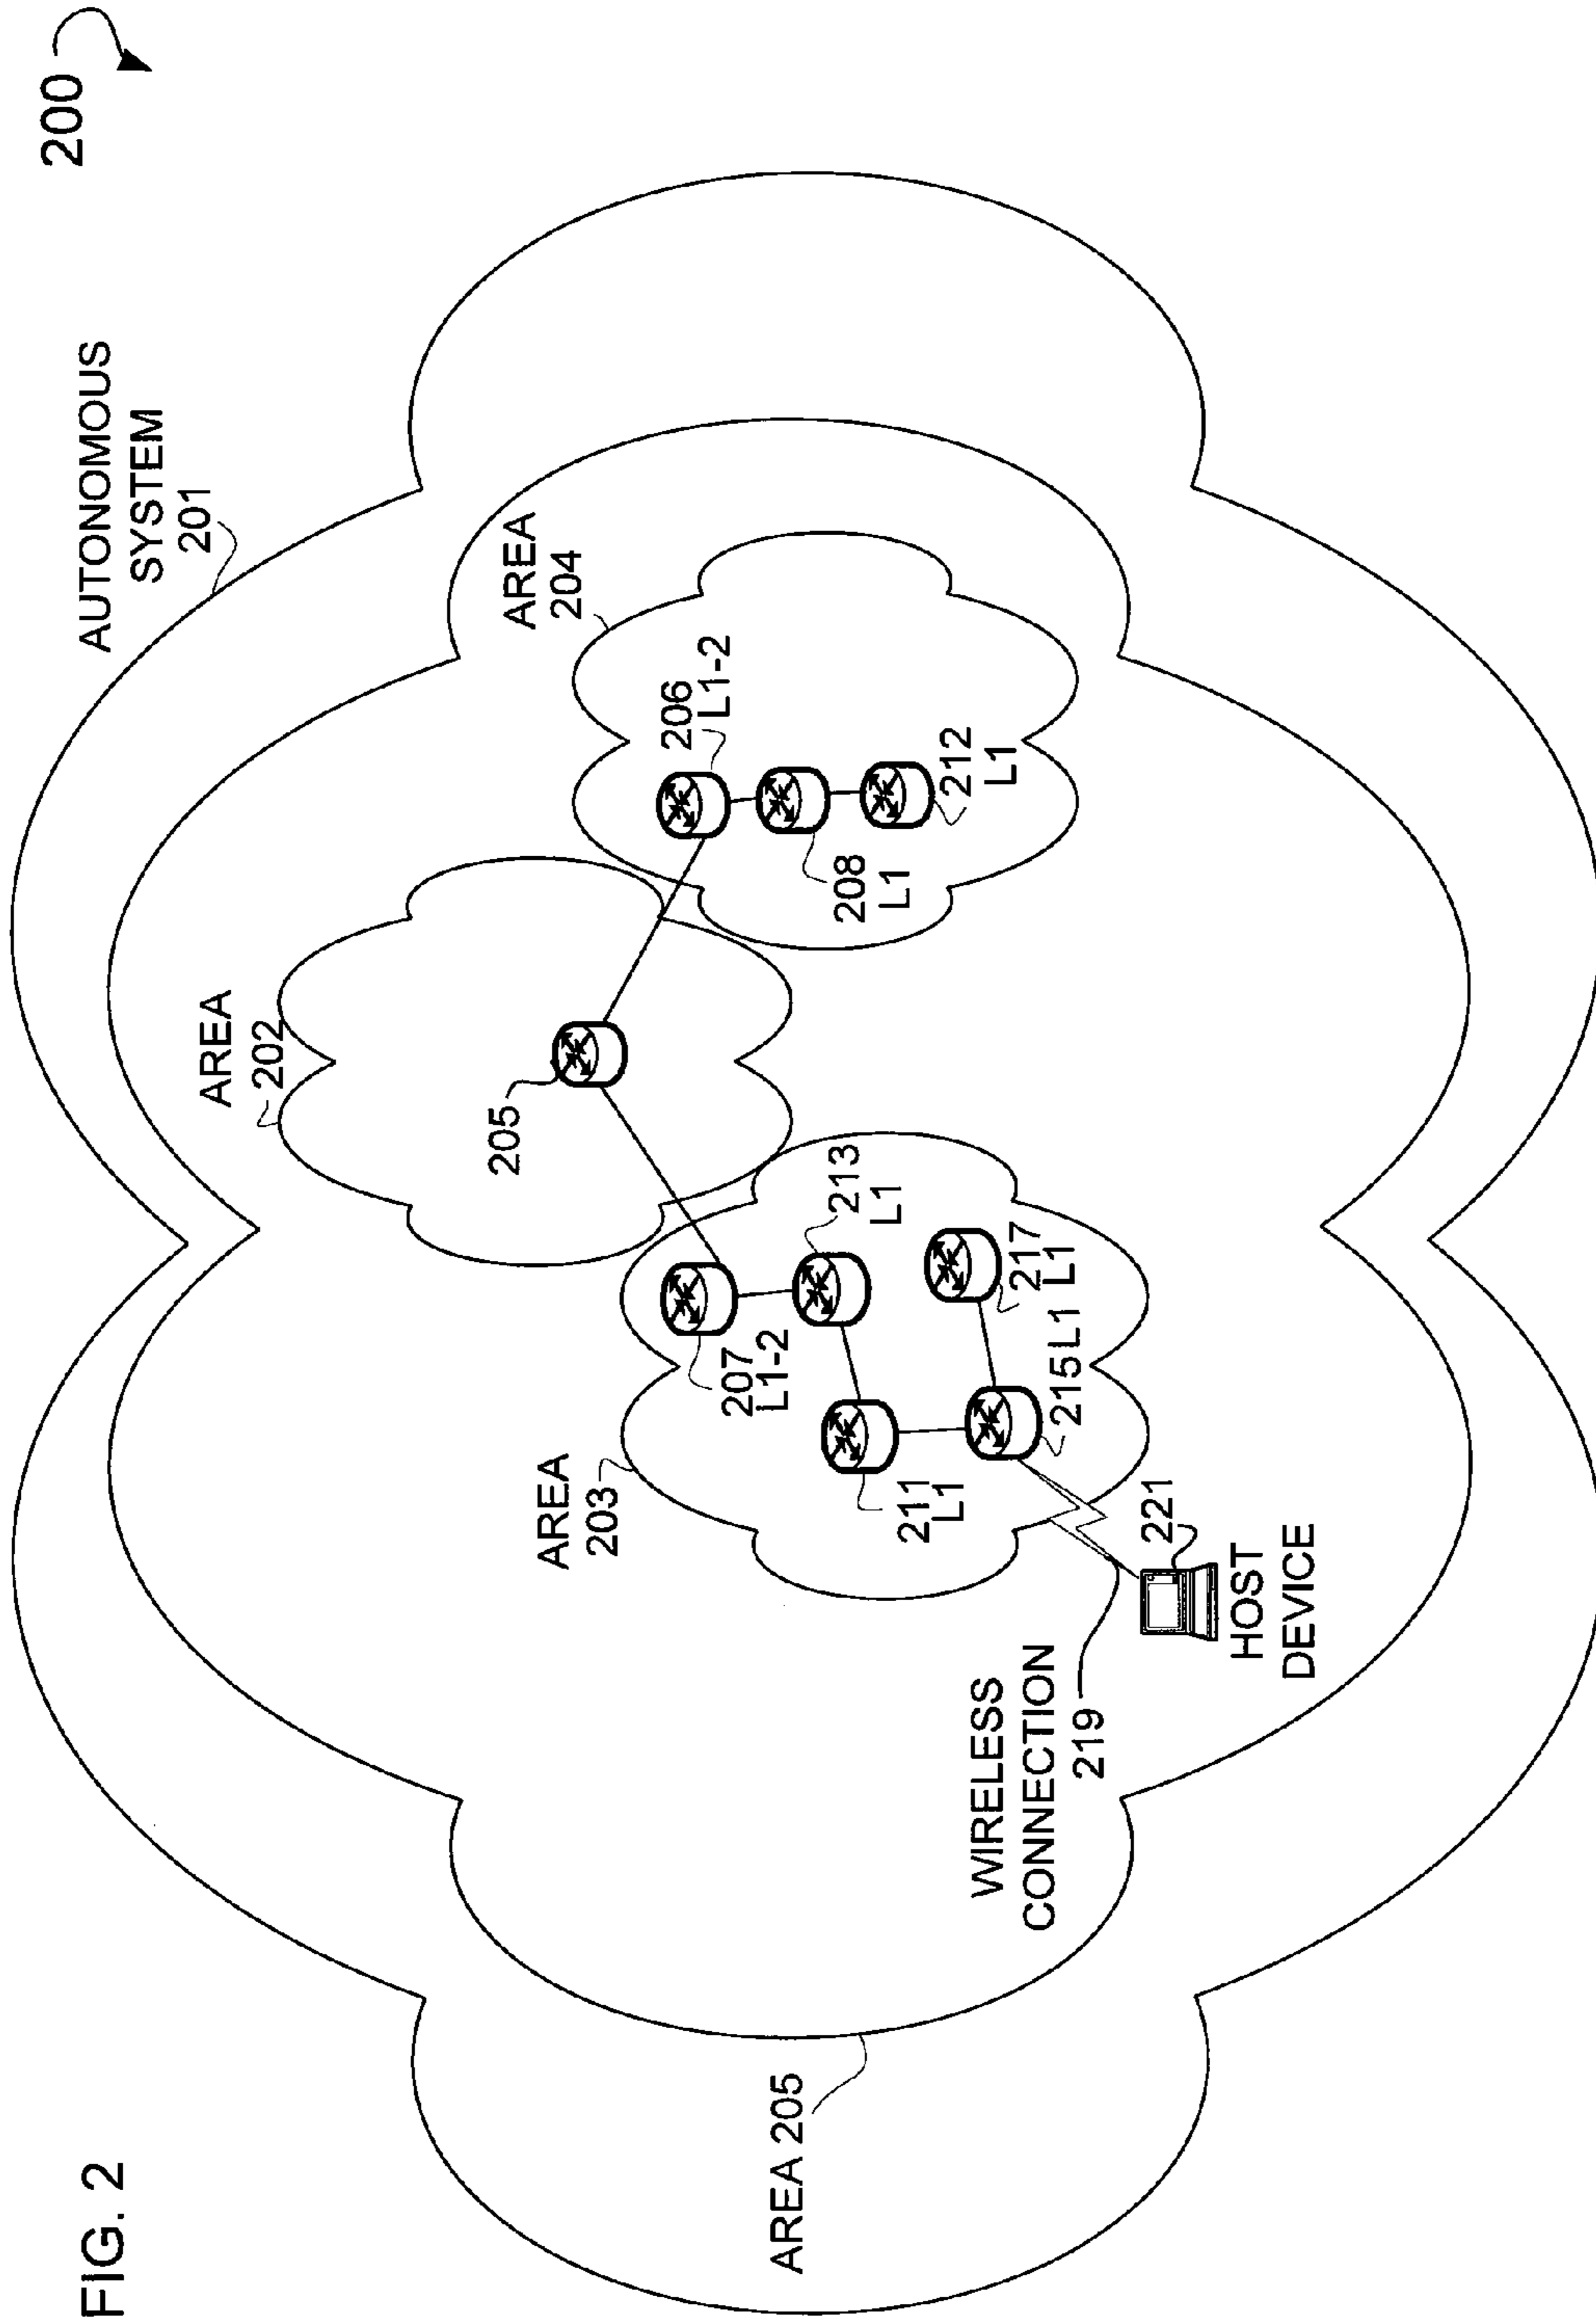 FIG. 2
200
AUTONOMOUS
SYSTEM
201
AREA
202
205
AREA
204
206
L1-2
208
L1
212
L1
AREA
203
207
L1-2
213
L1
211
L1
217
L1
215 L1
WIRELESS
CONNECTION
219
221
HOST
DEVICE
AREA 205